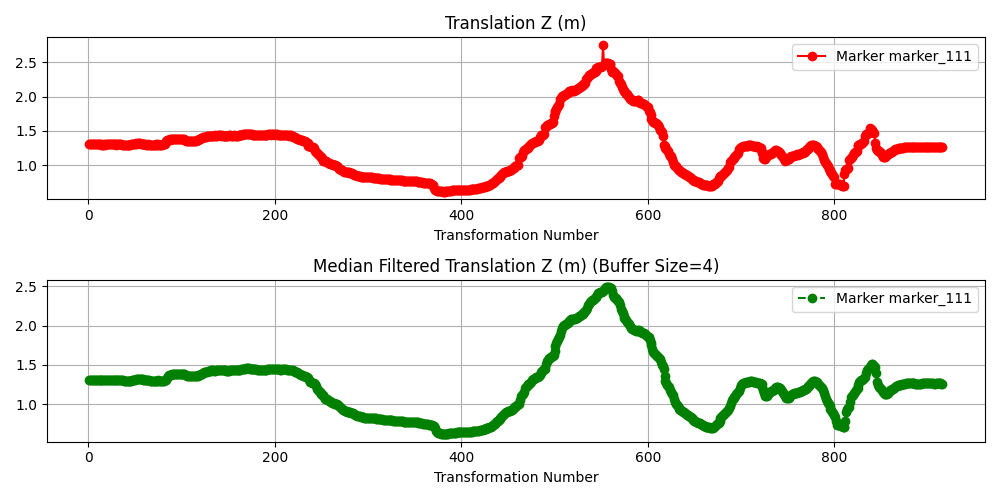 Translation Z (m)
Marker marker_111
2.5
2.0
1.5
1.0
0 200 400 600 800
Transformation Number
Median Filtered Translation Z (m) (Buffer Size=4)
Marker marker_111
2.5
2.0
1.5
1.0
0 200 400 600 800
Transformation Number